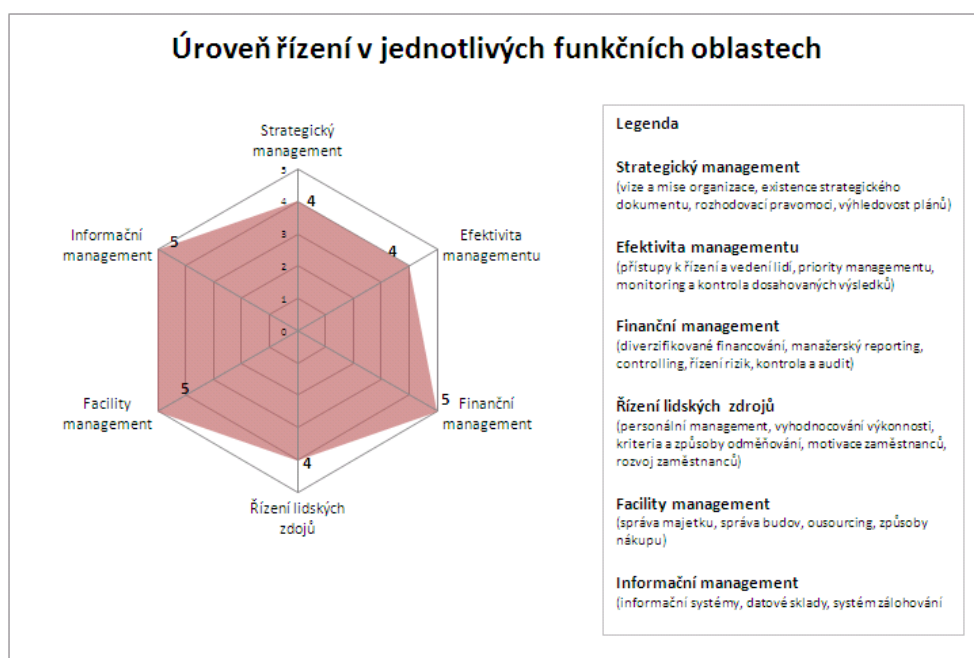 Úroveň řízení v jednotlivých funkčních oblastech
Strategický
management
5
4
3
2
1
0
4
Efektivita
managementu
4
Finanční
management
5
Řízení lidských
zdojů
4
Facility
management
5
Informační
management
5
Legenda
Strategický management
(vize a mise organizace, existence strategického
dokumentu, rozhodovací pravomoci, výhledovost plánů)
Efektivita managementu
(přístupy k řízení a vedení lidí, priority managementu,
monitoring a kontrola dosahovaných výsledků)
Finanční management
(diverzifikované financování, manažerský reporting,
controlling, řízení rizik, kontrola a audit)
Řízení lidských zdrojů
(personální management, vyhodnocování výkonnosti,
kriteria a způsoby odměňování, motivace zaměstnanců,
rozvoj zaměstnanců)
Facility management
(správa majetku, správa budov, ousourcing, způsoby
nákupu)
Informační management
(informační systémy, datové sklady, systém zálohování